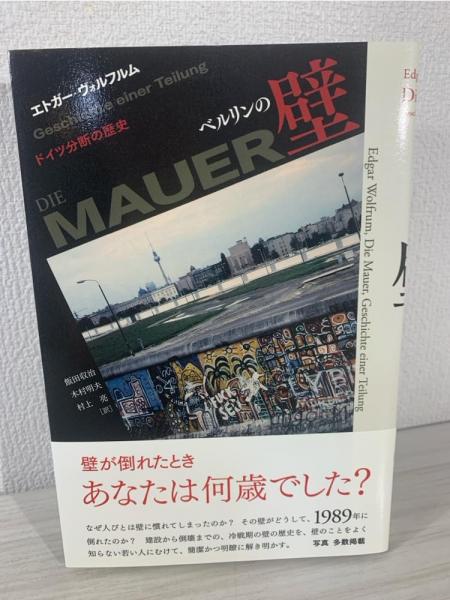 エトガー・ヴォルフルム
Geschichte einer Teilung
ドイツ分断の歴史
ベルリンの壁
DIE
MAUER
Edgar Wolfrum, Die Mauer, Geschichte einer Teilung
飯田収治
木村明夫
村上 亮
[訳]
壁が倒れたとき
あなたは何歳でした?
なぜ人びとは壁に慣れてしまったのか? その壁がどうして、1989年に
倒れたのか? 建設から倒壊までの、冷戦期の壁の歴史を、壁のことをよく
知らない若い人にむけて、簡潔かつ明瞭に解き明かす。
写真 多数掲載
Edg
Di
壁